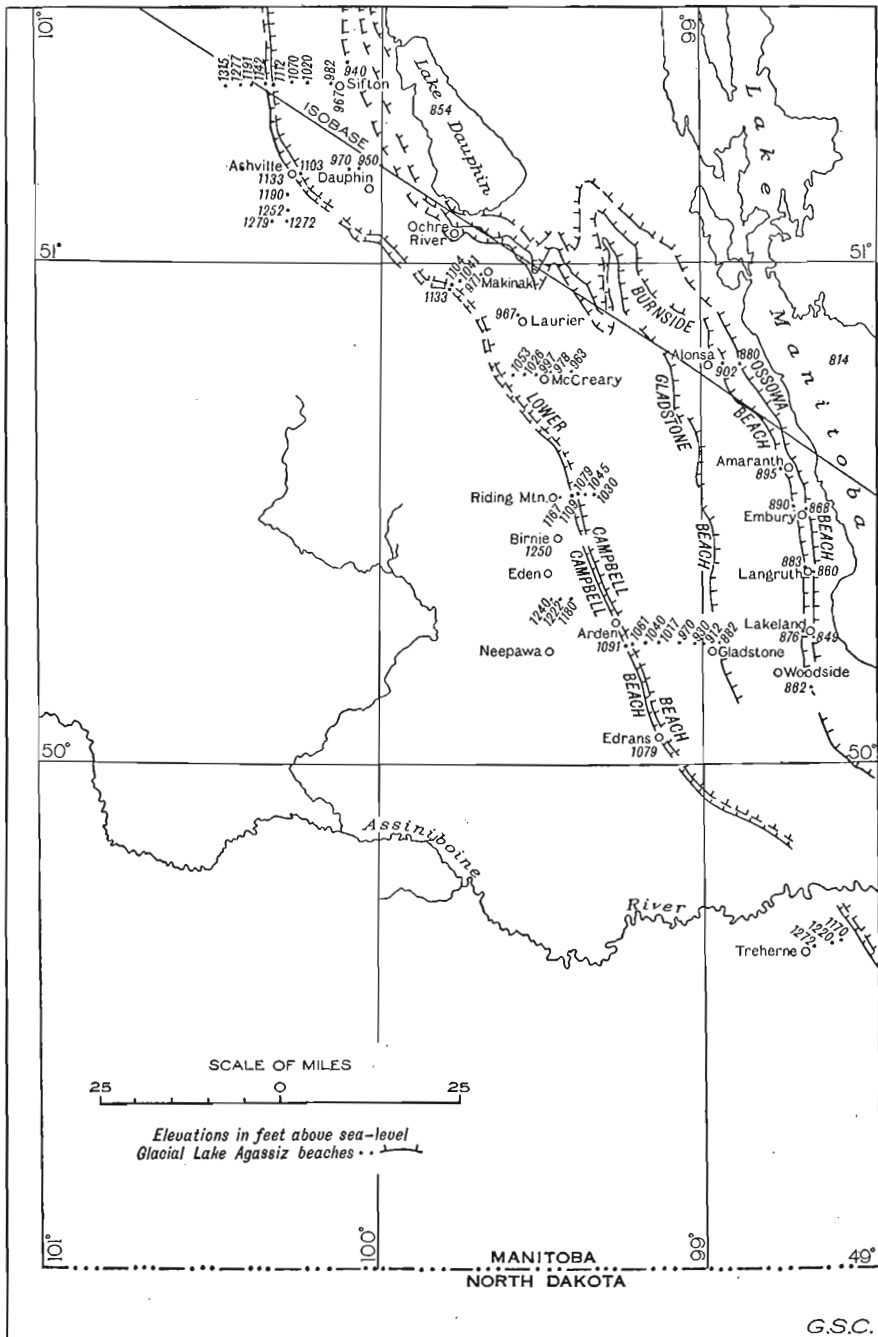 101°
99°
1315
1277
1191
1142
1112
1070
1020
982
940
967
Sifton
Lake Dauphin
854
Lake
Manitoba
814
ISOBASE
Ashville
1103
1133
970
950
Dauphin
1190
1252
1279
1272
Ochre
River
51°
51°
1104
1041
971
1133
Makinak
967
Laurier
BURNSIDE
Alonsa
880
902
OSSOWA
BEACH
1053
1026
997
978
963
McCreary
LOWER
GLADSTONE
BEACH
Amaranth
895
Riding Mtn.
1079
1045
1030
1167
1109
890
868
Embury
BEACH
Birnie
1250
CAMPBELL
CAMPBELL
Eden
883
Langruth
860
1240
1222
1180
Arden
1091
1061
1040
1017
970
930
912
882
Gladstone
Lakeland
876
849
Neepawa
Woodside
862
BEACH
BEACH
Edrans
1079
50°
50°
Assiniboine
River
1170
1220
1272
Treherne
SCALE OF MILES
25 0 25
Elevations in feet above sea-level
Glacial Lake Agassiz beaches
101°
100°
99°
49°
MANITOBA
NORTH DAKOTA
G.S.C.